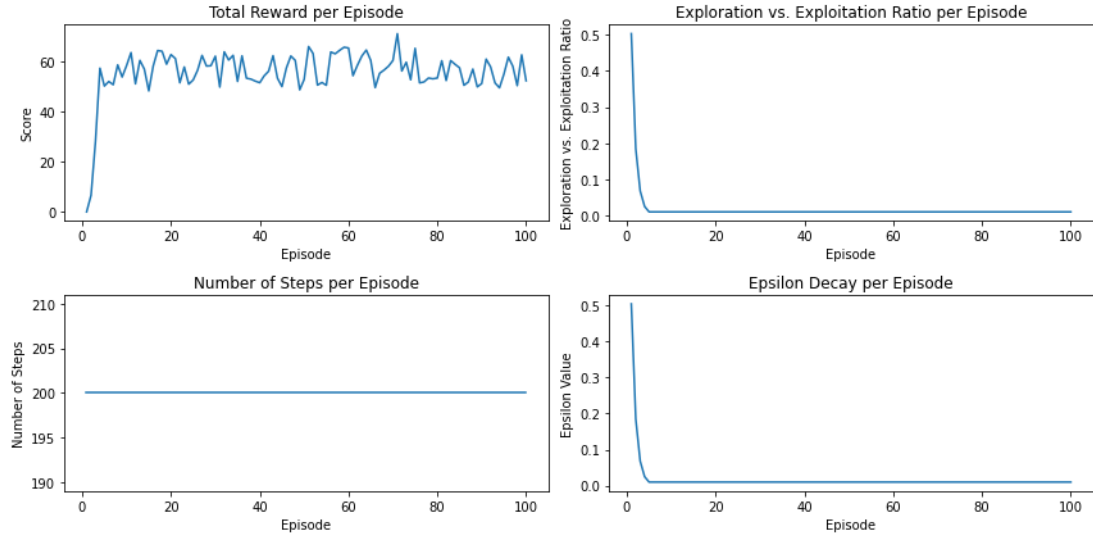 Total Reward per Episode
Score
60
40
20
0
0 20 40 60 80 100
Episode
Exploration vs. Exploitation Ratio per Episode
Exploration vs. Exploitation Ratio
0.5
0.4
0.3
0.2
0.1
0.0
0 20 40 60 80 100
Episode
Number of Steps per Episode
Number of Steps
210
205
200
195
190
0 20 40 60 80 100
Episode
Epsilon Decay per Episode
Epsilon Value
0.5
0.4
0.3
0.2
0.1
0.0
0 20 40 60 80 100
Episode